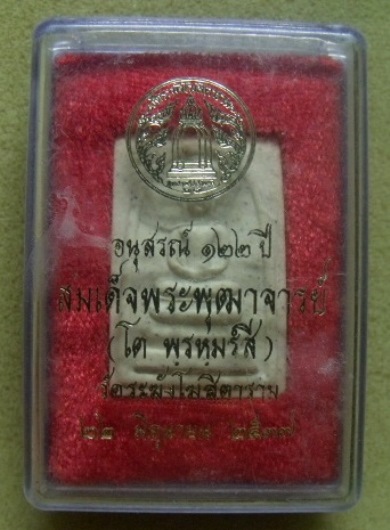 อนุสรณ์ ๑๒๒ ปี
สมเด็จพระพุฒาจารย์
(โต พรหมรังสี)
วัดระฆังโฆสิตาราม
๒๒ มิถุนายน ๒๕๓๗